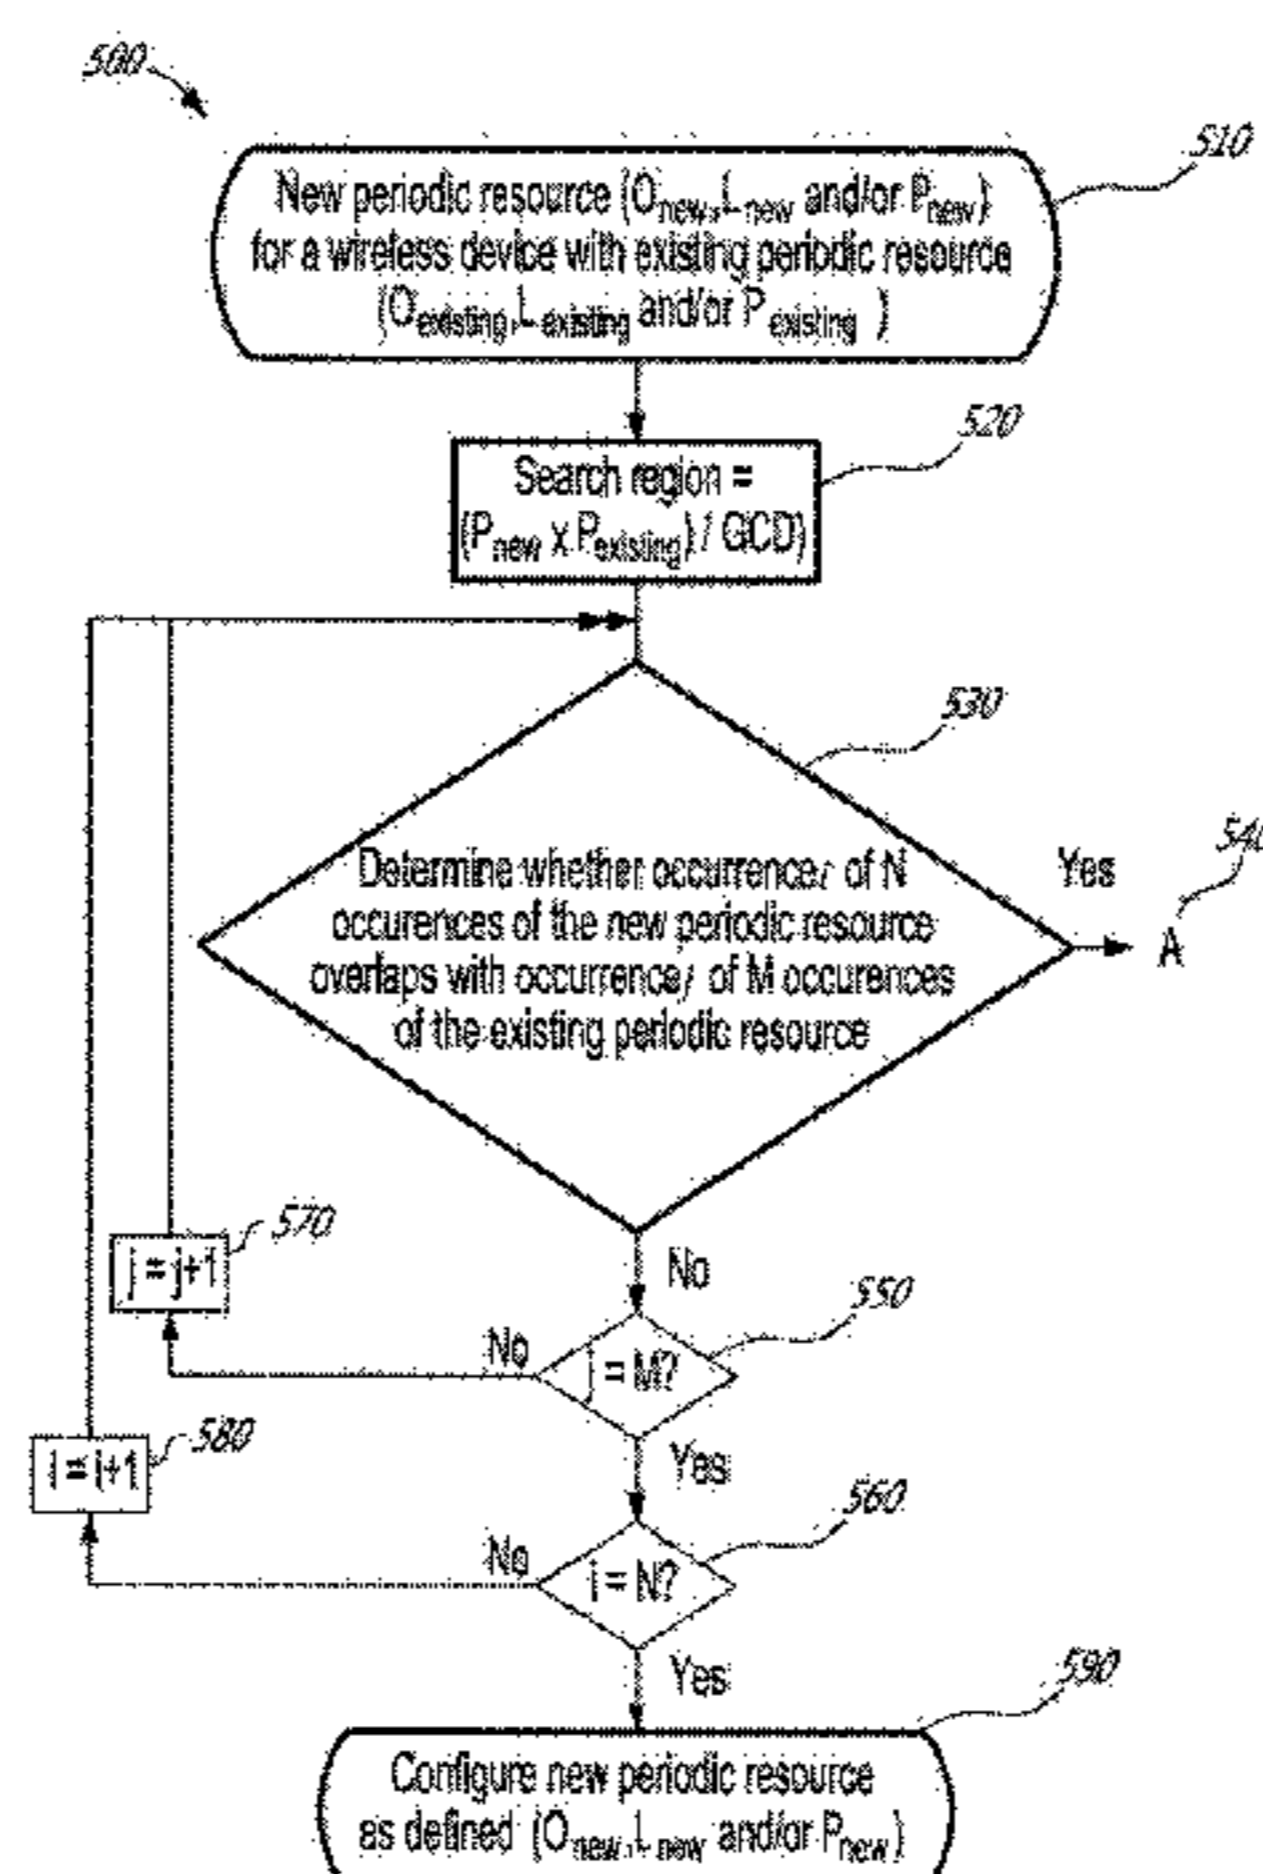 500
510
New periodic resource (Onew,Lnew and/or Pnew)
for a wireless device with existing periodic resource
(Oexisting,Lexisting and/or Pexisting )
520
Search region =
(Pnew x Pexisting) / GCD)
530
540
Yes
A
Determine whether occurrence i of N
occurences of the new periodic resource
overlaps with occurrence j of M occurences
of the existing periodic resource
570
j = j+1
No
550
No
j = M?
580
i = i+1
Yes
560
No
i = N?
Yes
590
Configure new periodic resource
as defined (Onew,Lnew and/or Pnew)